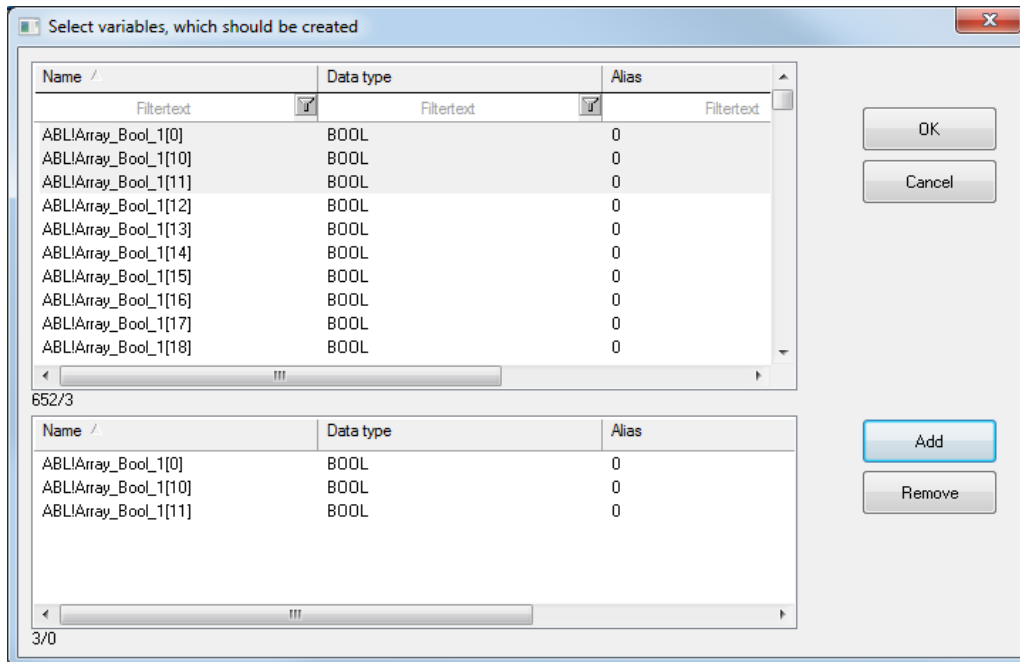 Select variables, which should be created
Name Data type Alias
Filtertext Filtertext Filtertext
ABL!Array_Bool_1[0] BOOL 0
ABL!Array_Bool_1[10] BOOL 0
ABL!Array_Bool_1[11] BOOL 0
ABL!Array_Bool_1[12] BOOL 0
ABL!Array_Bool_1[13] BOOL 0
ABL!Array_Bool_1[14] BOOL 0
ABL!Array_Bool_1[15] BOOL 0
ABL!Array_Bool_1[16] BOOL 0
ABL!Array_Bool_1[17] BOOL 0
ABL!Array_Bool_1[18] BOOL 0
652/3
OK
Cancel
Name Data type Alias
ABL!Array_Bool_1[0] BOOL 0
ABL!Array_Bool_1[10] BOOL 0
ABL!Array_Bool_1[11] BOOL 0
3/0
Add
Remove